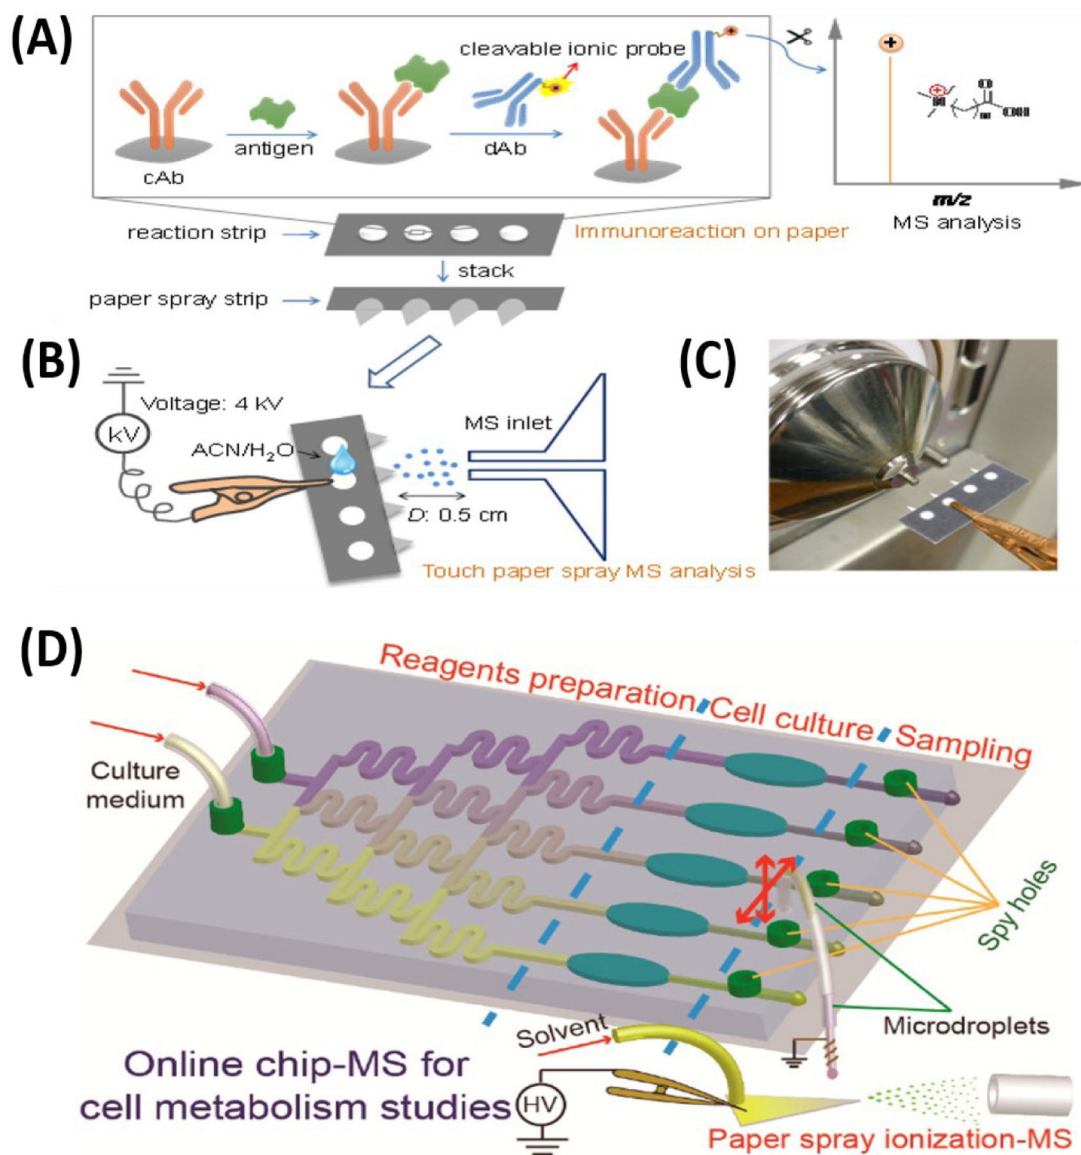 (A)
cleavable ionic probe
antigen
dAb
cAb
m/z
MS analysis
reaction strip
Immunoreaction on paper
stack
paper spray strip
(B)
Voltage: 4 kV
kV
ACN/H₂O
MS inlet
D: 0.5 cm
Touch paper spray MS analysis
(C)
(D)
Reagents preparation Cell culture Sampling
Culture
medium
Spy holes
Microdroplets
Solvent
Online chip-MS for
cell metabolism studies
HV
Paper spray ionization-MS